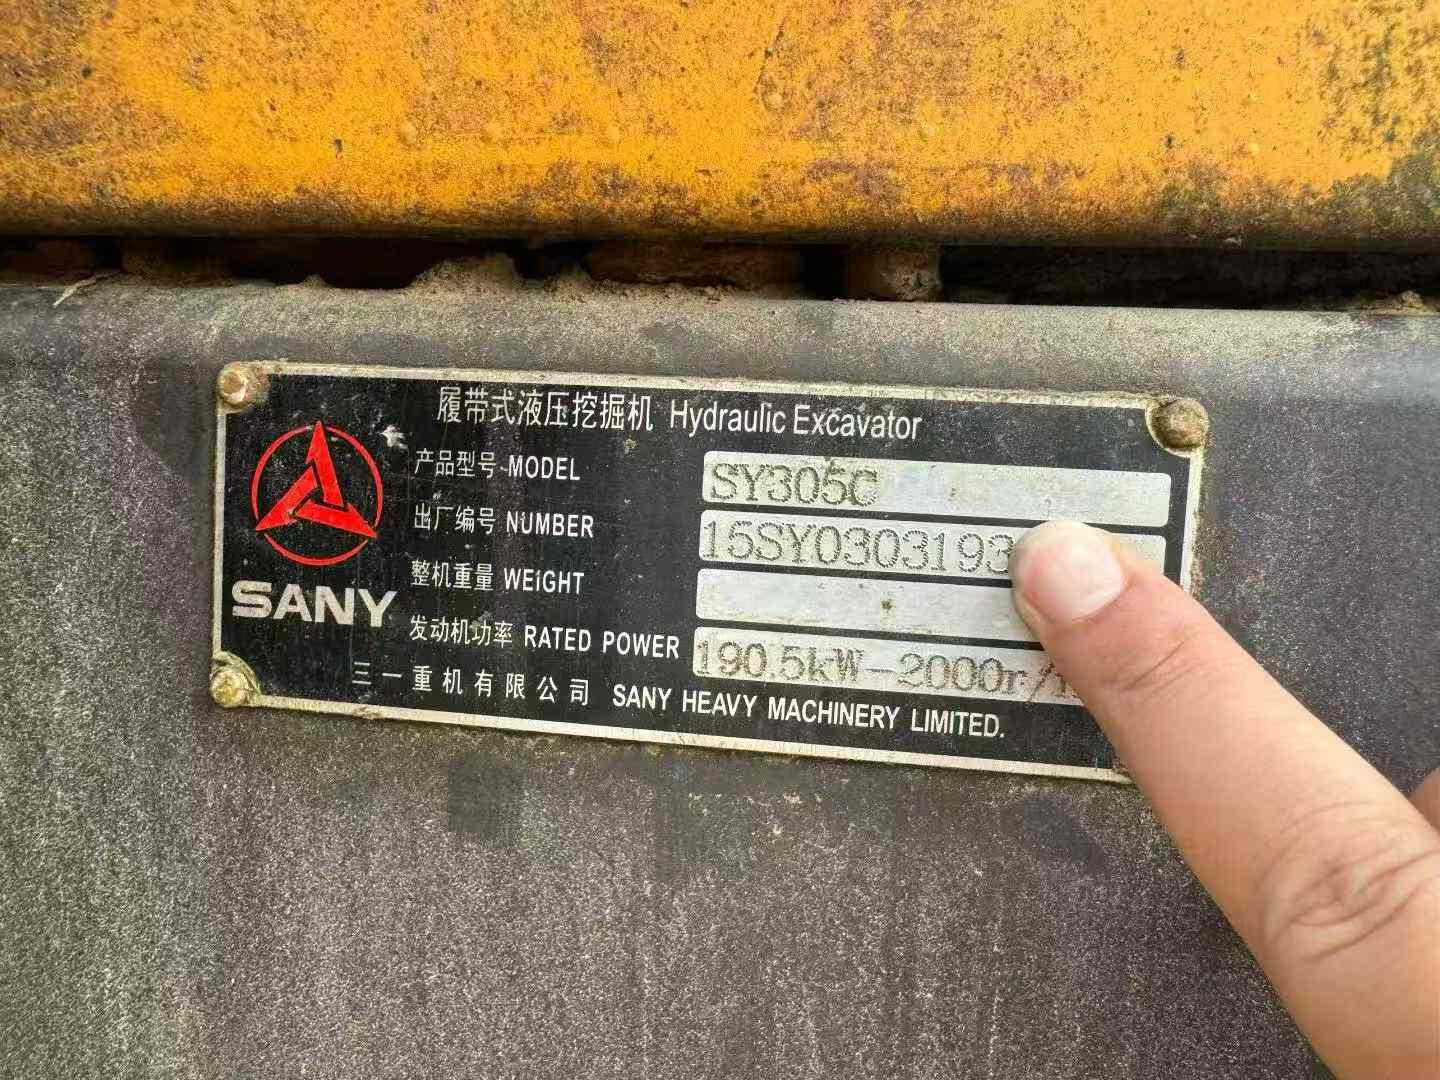 履带式液压挖掘机 Hydraulic Excavator
产品型号 MODEL SY305C
出厂编号 NUMBER 15SY0303193
整机重量 WEIGHT
发动机功率 RATED POWER 190.5kW-2000r/
三一重机有限公司 SANY HEAVY MACHINERY LIMITED.
SANY